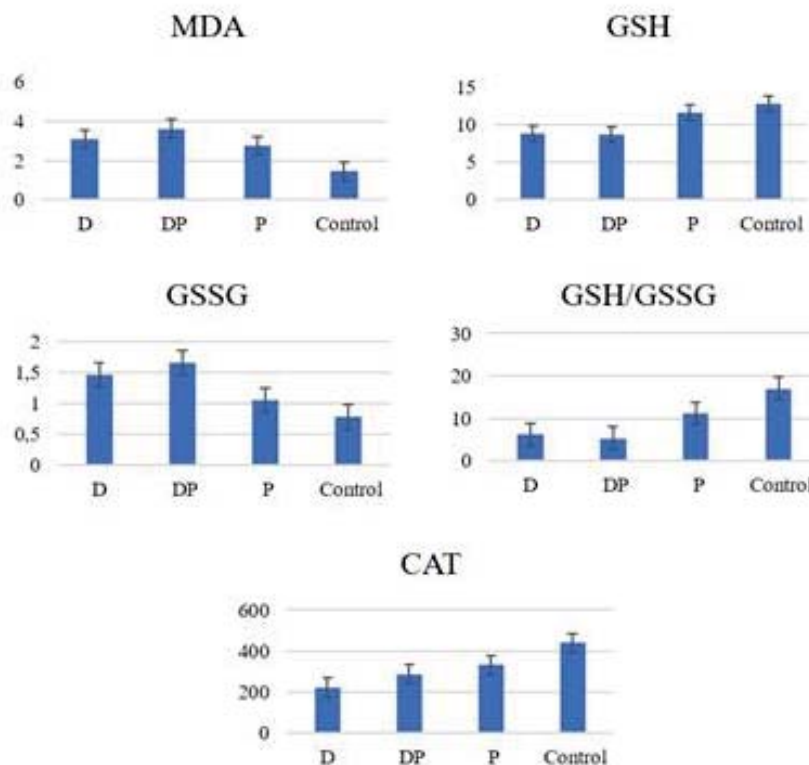 MDA
6
4
2
0
D DP P Control
GSH
15
10
5
0
D DP P Control
GSSG
2
1,5
1
0,5
0
D DP P Control
GSH/GSSG
30
20
10
0
D DP P Control
CAT
600
400
200
0
D DP P Control